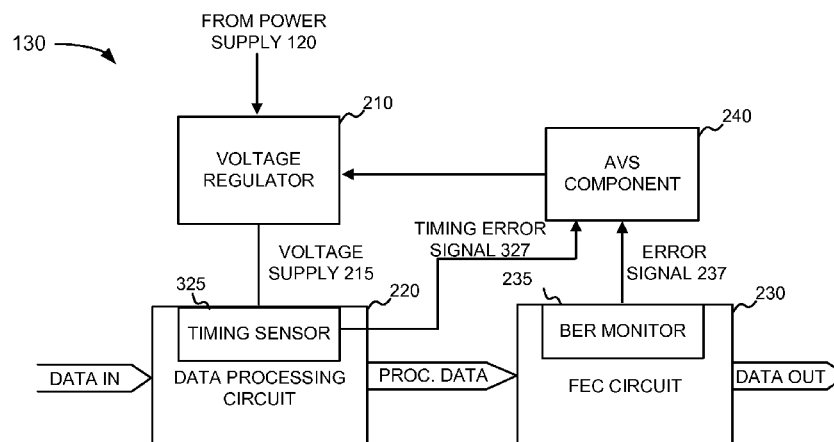 FROM POWER
SUPPLY 120
130
210
240
VOLTAGE
REGULATOR
AVS
COMPONENT
TIMING ERROR
SIGNAL 327
VOLTAGE
SUPPLY 215
ERROR
SIGNAL 237
325
220
235
230
TIMING SENSOR
BER MONITOR
DATA IN
DATA PROCESSING
CIRCUIT
PROC. DATA
FEC CIRCUIT
DATA OUT